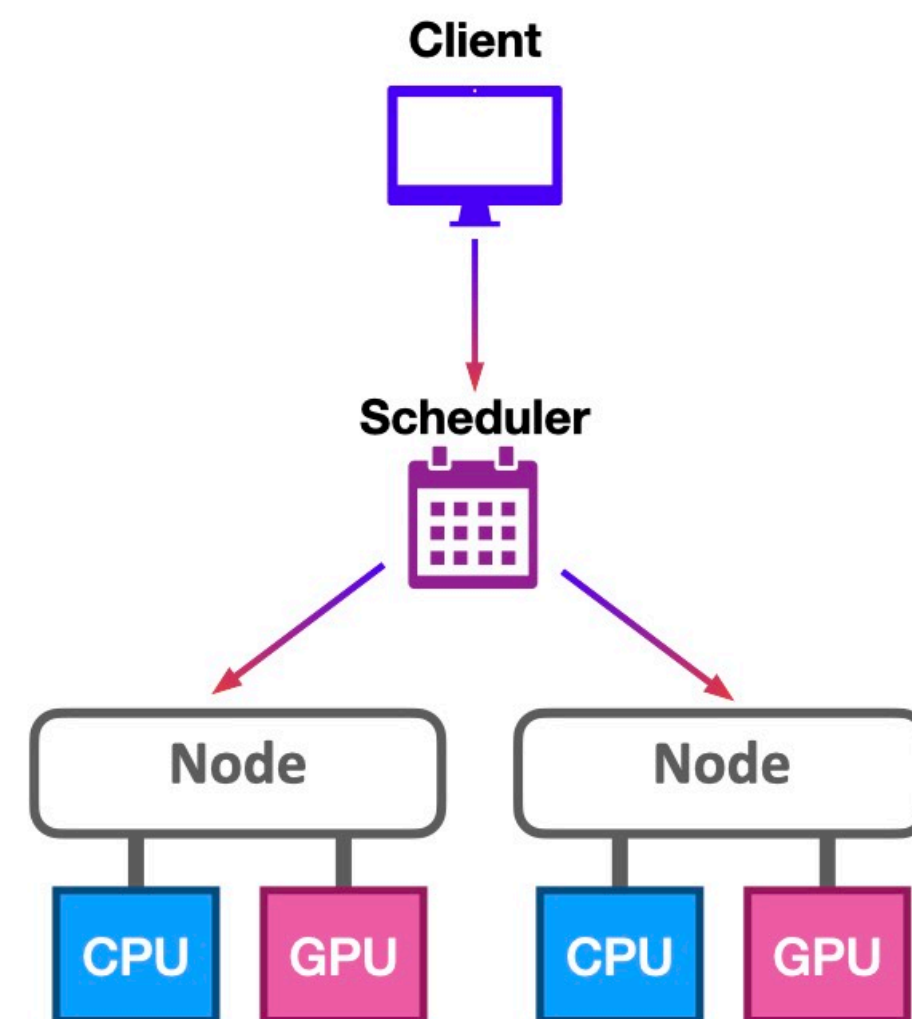 Client
Scheduler
Node
Node
CPU
GPU
CPU
GPU